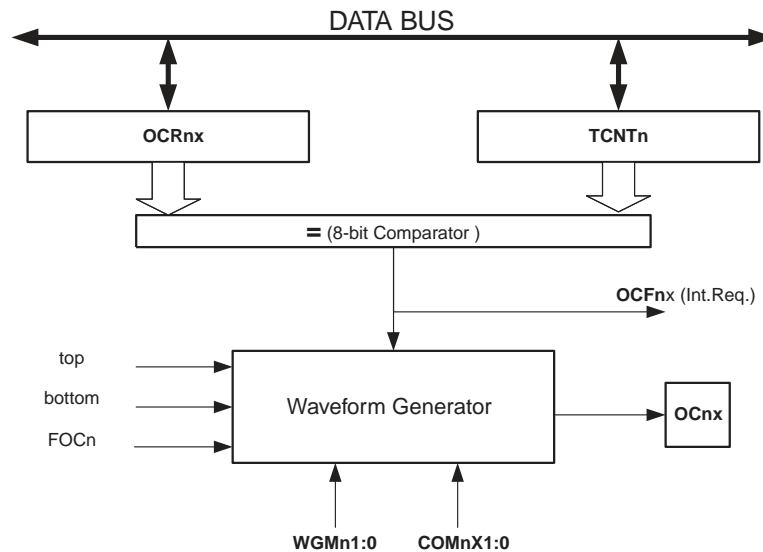 DATA BUS
OCRnx
TCNTn
= (8-bit Comparator )
OCFnx (Int.Req.)
top
bottom
FOCn
Waveform Generator
OCnx
WGMn1:0
COMnX1:0